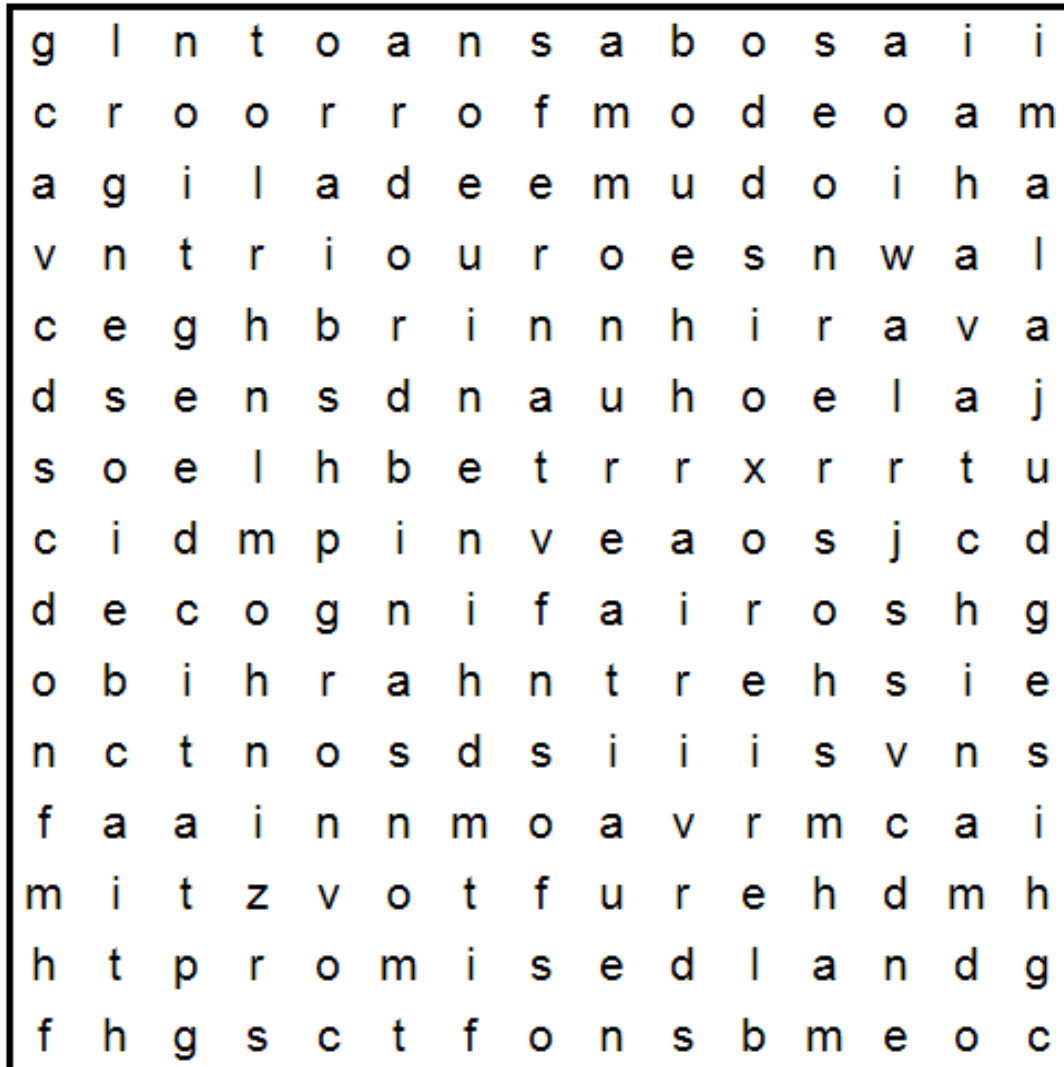 g l n t o a n s a b o s a i i
c r o o r r o f m o d e o a m
a g i l a d e e m u d o i h a
v n t r i o u r o e s n w a l
c e g h b r i n n h i r a v a
d s e n s d n a u h o e l a j
s o e l h b e t r r x r r t u
c i d m p i n v e a o s j c d
d e c o g n i f a i r o s h g
o b i h r a h n t r e h s i e
n c t n o s d s i i i s v n s
f a a i n n m o a v r m c a i
m i t z v o t f u r e h d m h
h t p r o m i s e d l a n d g
f h g s c t f o n s b m e o c